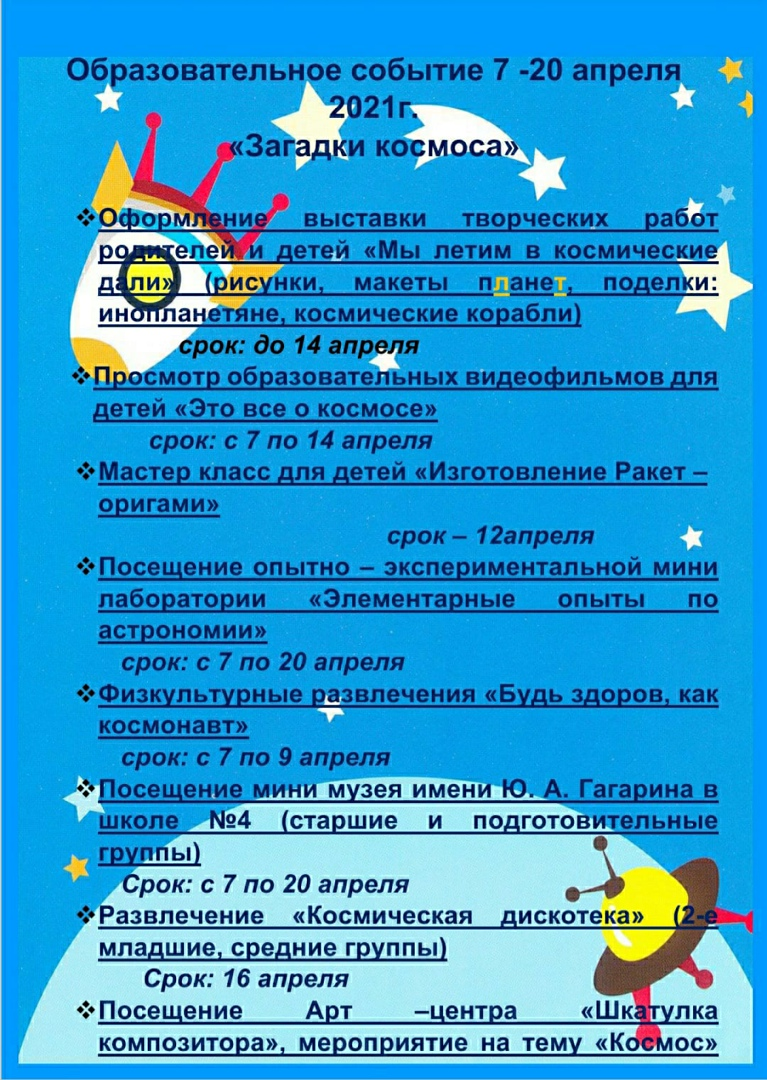 Образовательное событие 7 -20 апреля
2021г.
«Загадки космоса»
❖Оформление выставки творческих работ
родителей и детей «Мы летим в космические
дали» (рисунки, макеты планет, поделки:
инопланетяне, космические корабли)
срок: до 14 апреля
❖Просмотр образовательных видеофильмов для
детей «Это все о космосе»
срок: с 7 по 14 апреля
❖Мастер класс для детей «Изготовление Ракет –
оригами»
срок – 12апреля
❖Посещение опытно – экспериментальной мини
лаборатории «Элементарные опыты по
астрономии»
срок: с 7 по 20 апреля
❖Физкультурные развлечения «Будь здоров, как
космонавт»
срок: с 7 по 9 апреля
❖Посещение мини музея имени Ю. А. Гагарина в
школе №4 (старшие и подготовительные
группы)
Срок: с 7 по 20 апреля
❖Развлечение «Космическая дискотека» (2-е
младшие, средние группы)
Срок: 16 апреля
❖Посещение Арт –центра «Шкатулка
композитора», мероприятие на тему «Космос»